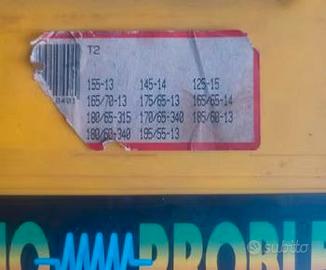 T2
155-13 145-14 125-15
165/70-13 175/65-13 165/65-14
180/65-315 170/65-340 185/60-13
180/60-340 195/55-13
NO PROBLE
subito